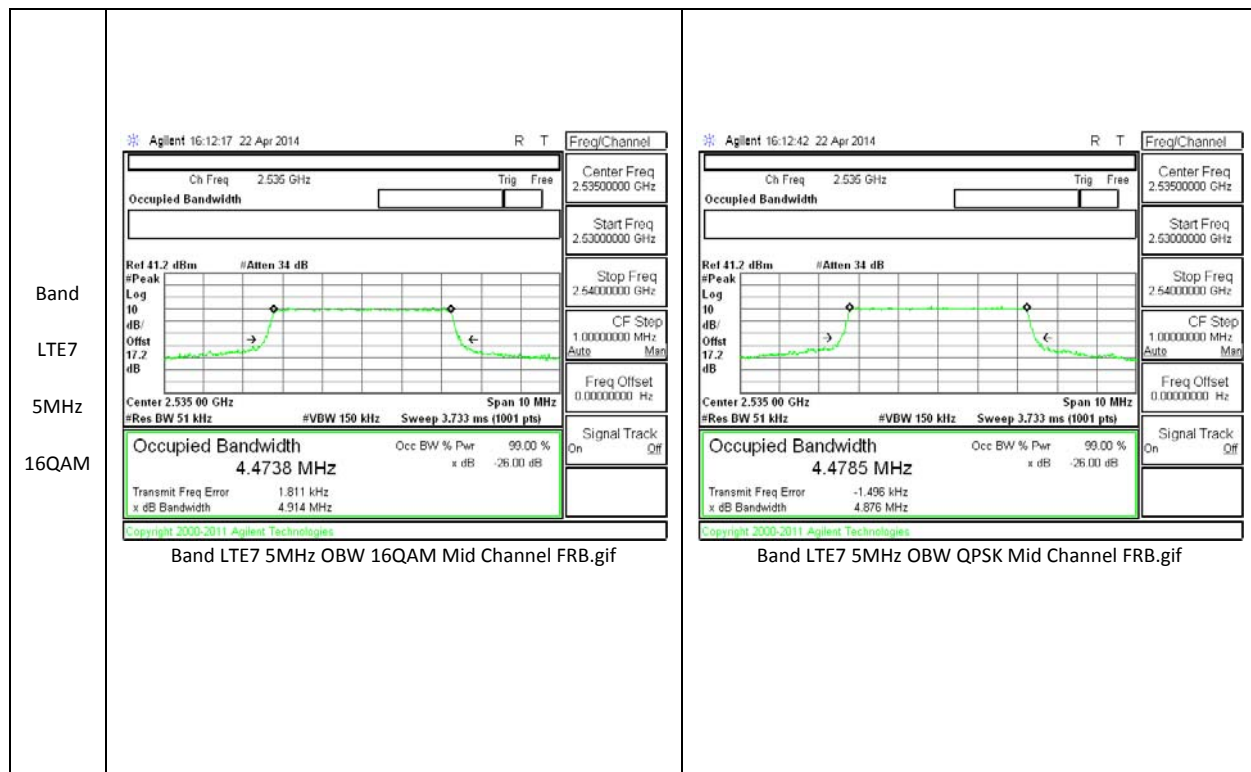 Band
LTE7
5MHz
16QAM
Agilent 16:12:17 22 Apr 2014 R T
Freq/Channel
Ch Freq 2.535 GHz Trig Free
Occupied Bandwidth
Center Freq
2.53500000 GHz
Start Freq
2.53000000 GHz
Stop Freq
2.54000000 GHz
CF Step
1.00000000 MHz
Auto Man
Freq Offset
0.00000000 Hz
Signal Track
On Off
Ref 41.2 dBm #Atten 34 dB
#Peak
Log
10
dB/
Offst
17.2
dB
Center 2.535 00 GHz Span 10 MHz
#Res BW 51 kHz #VBW 150 kHz Sweep 3.733 ms (1001 pts)
Occupied Bandwidth Occ BW % Pwr 99.00 %
4.4738 MHz x dB -26.00 dB
Transmit Freq Error 1.811 kHz
x dB Bandwidth 4.914 MHz
Copyright 2000-2011 Agilent Technologies
Band LTE7 5MHz OBW 16QAM Mid Channel FRB.gif
Agilent 16:12:42 22 Apr 2014 R T
Freq/Channel
Ch Freq 2.535 GHz Trig Free
Occupied Bandwidth
Center Freq
2.53500000 GHz
Start Freq
2.53000000 GHz
Stop Freq
2.54000000 GHz
CF Step
1.00000000 MHz
Auto Man
Freq Offset
0.00000000 Hz
Signal Track
On Off
Ref 41.2 dBm #Atten 34 dB
#Peak
Log
10
dB/
Offst
17.2
dB
Center 2.535 00 GHz Span 10 MHz
#Res BW 51 kHz #VBW 150 kHz Sweep 3.733 ms (1001 pts)
Occupied Bandwidth Occ BW % Pwr 99.00 %
4.4785 MHz x dB -26.00 dB
Transmit Freq Error -1.496 kHz
x dB Bandwidth 4.876 MHz
Copyright 2000-2011 Agilent Technologies
Band LTE7 5MHz OBW QPSK Mid Channel FRB.gif